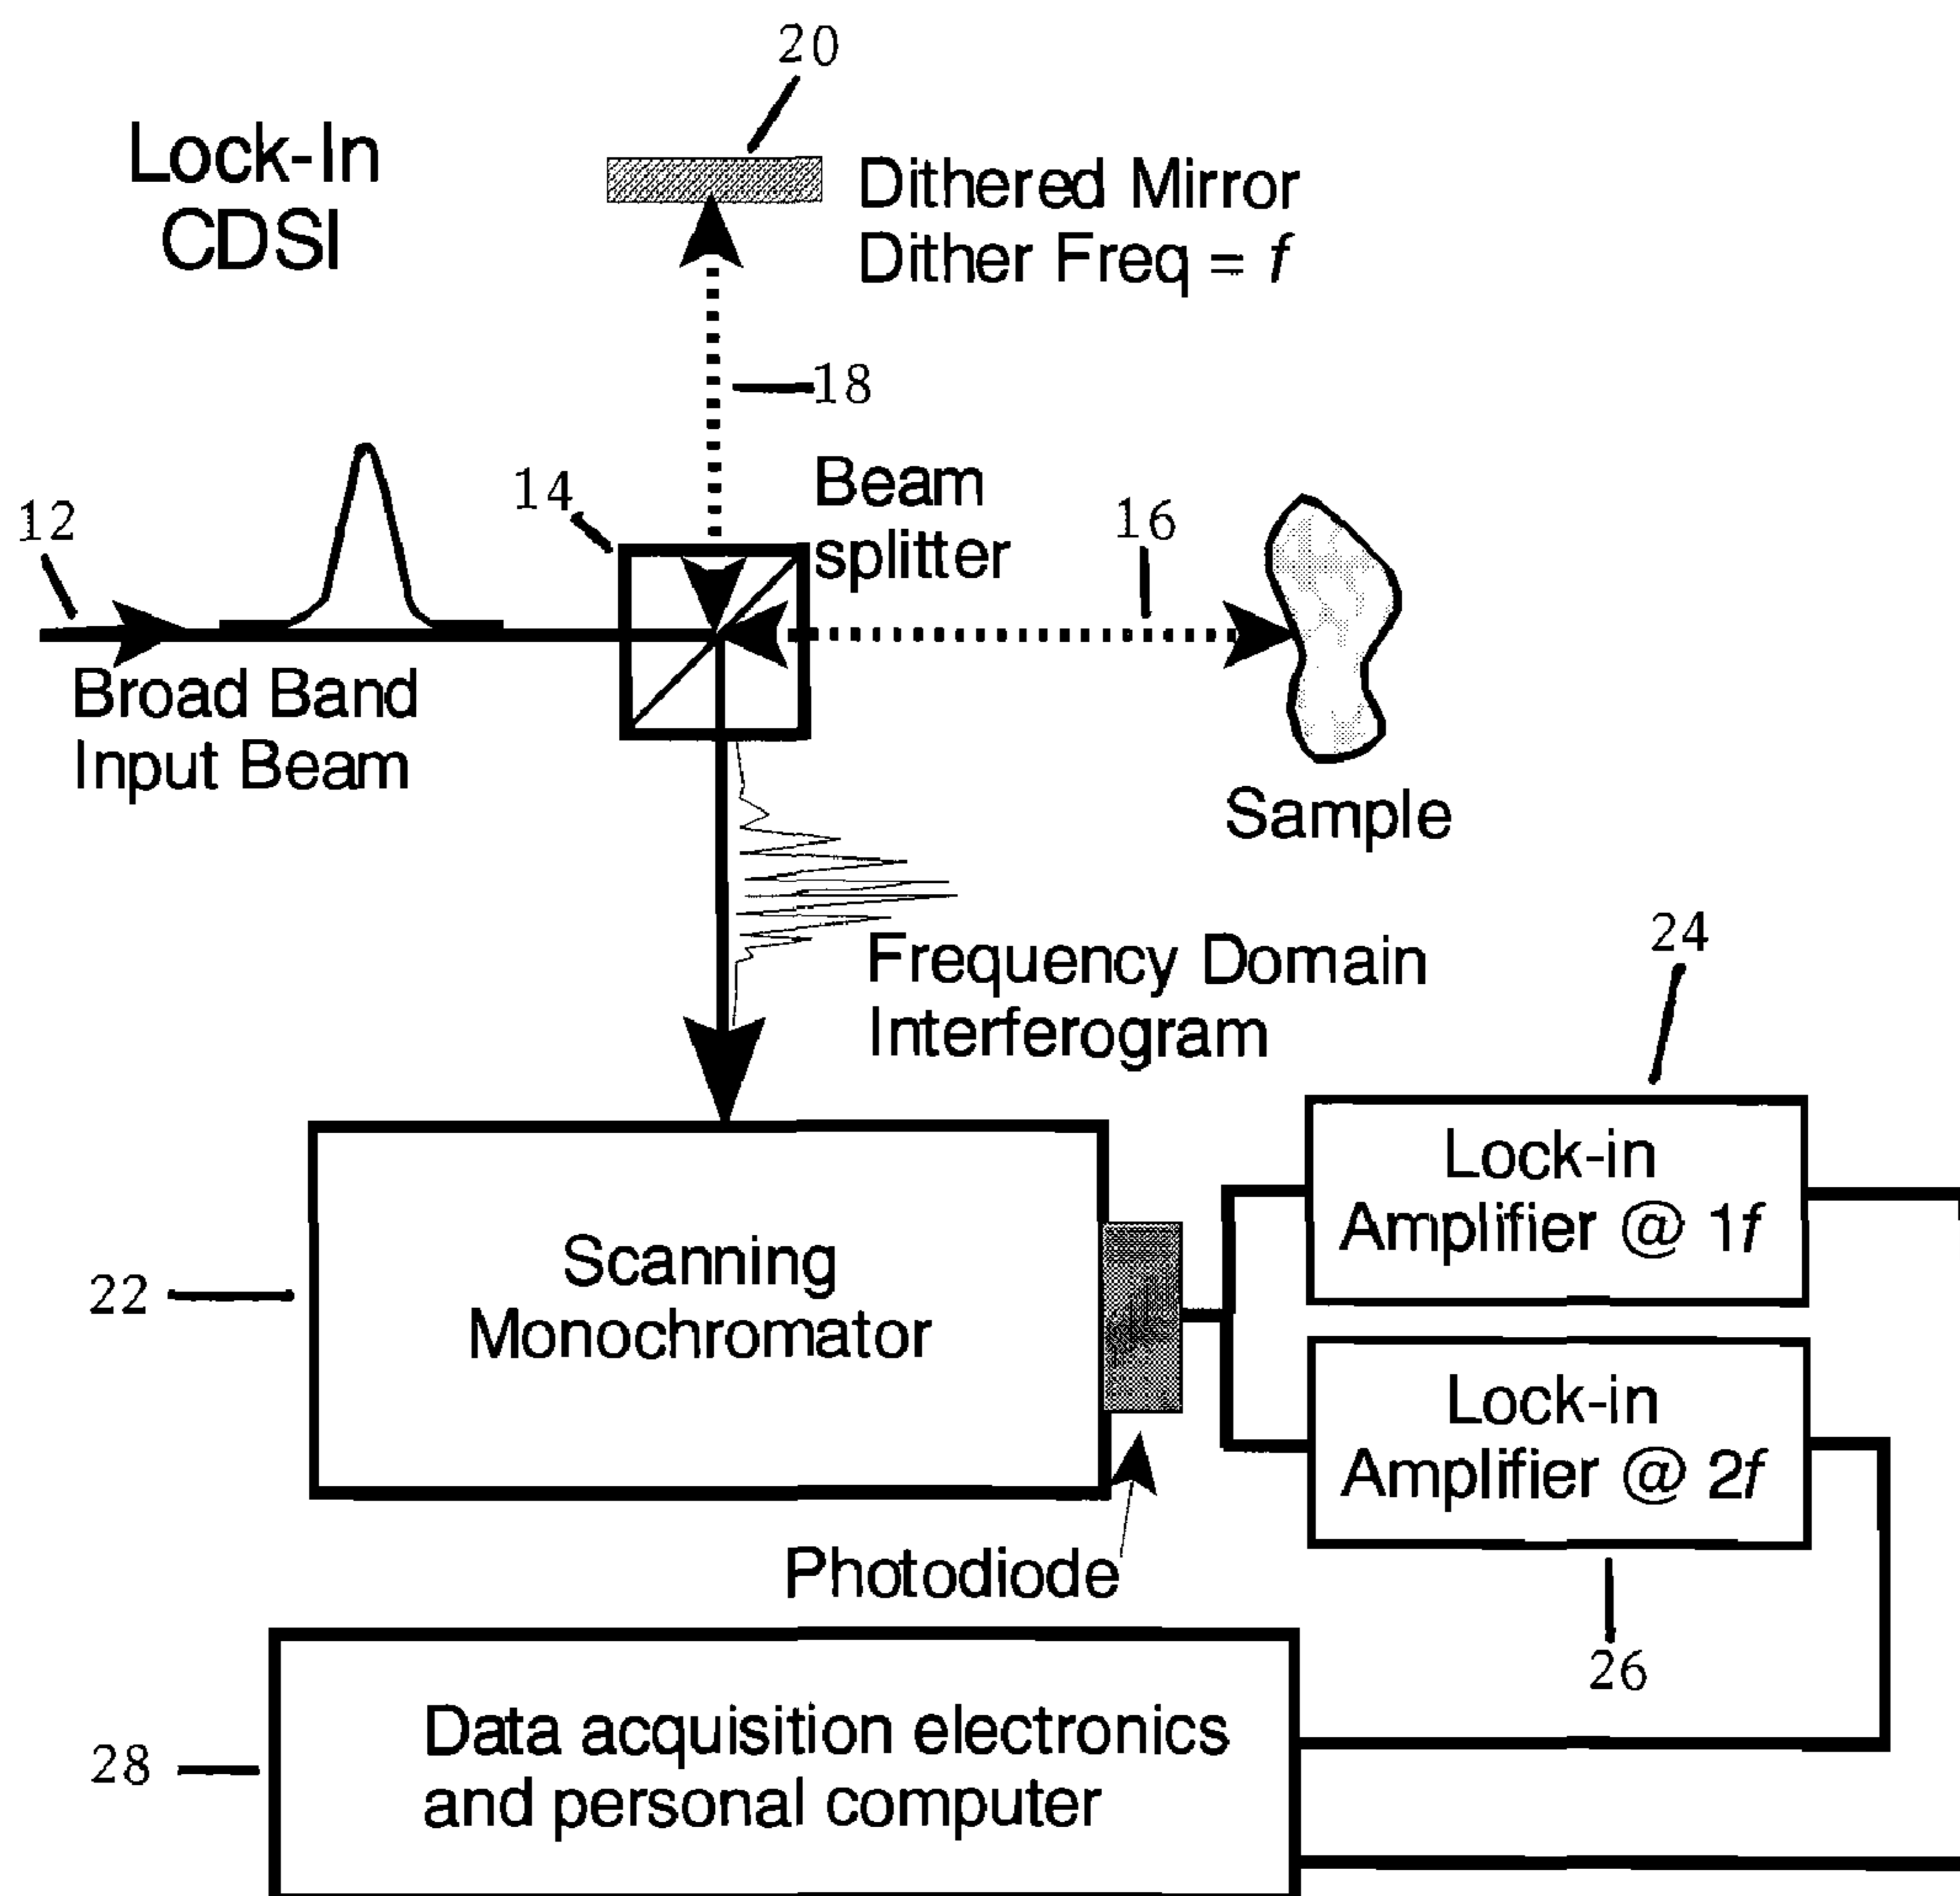 20
Lock-In
CDSI
Dithered Mirror
Dither Freq = f
18
12
14
Beam
splitter
16
Broad Band
Input Beam
Sample
Frequency Domain
Interferogram
24
Lock-in
Amplifier @ 1f
22
Scanning
Monochromator
Lock-in
Amplifier @ 2f
Photodiode
26
28
Data acquisition electronics
and personal computer